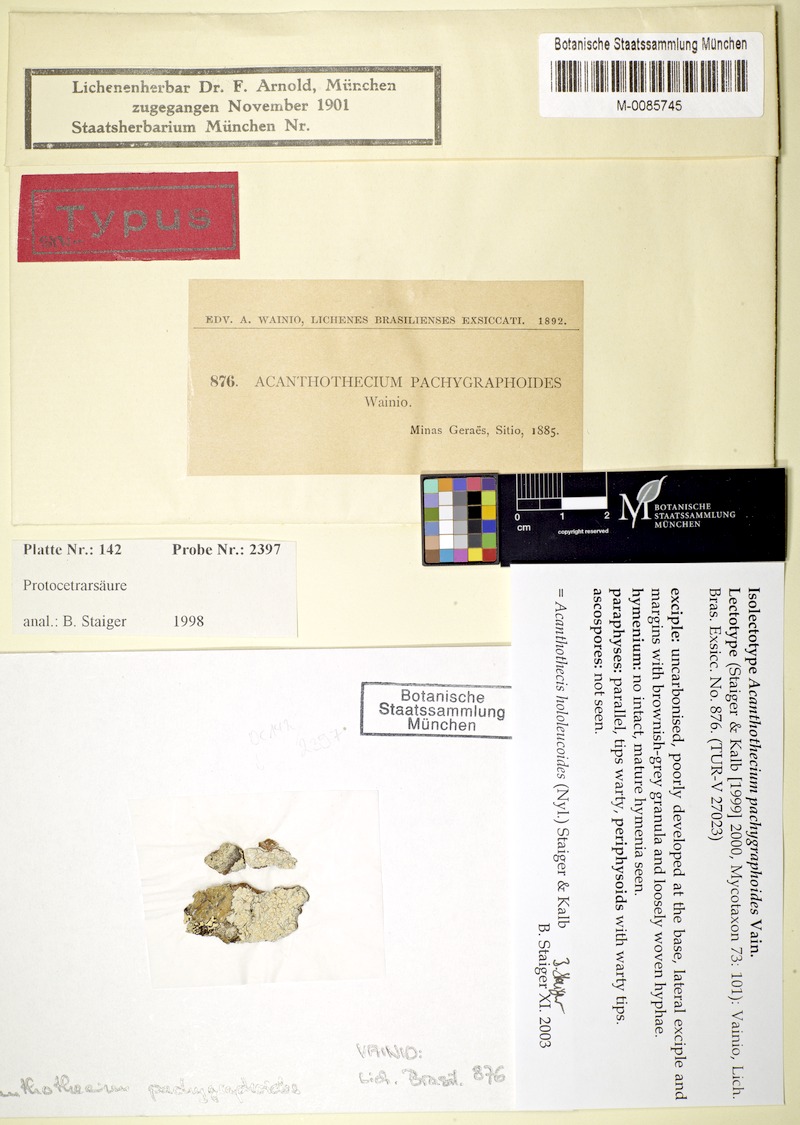 Botanische Staatssammlung München
M-0085745
Lichenenherbar Dr. F. Arnold, München
zugegangen November 1901
Staatsherbarium München Nr.
Typus
EDV. A. WAINIO, LICHENES BRASILIENSES EXSICCATI. 1892.
876. ACANTHOTHECIUM PACHYGRAPHOIDES
Wainio.
Minas Geraës, Sitio, 1885.
0 1 2
cm
copyright reserved
M
BOTANISCHE
STAATSSAMMLUNG
MÜNCHEN
Platte Nr.: 142 Probe Nr.: 2397
Protocetrarsäure
anal.: B. Staiger 1998
Isolectotype Acanthothecium pachygraphoides Vain.
Lectotype (Staiger & Kalb [1999] 2000, Mycotaxon 73: 101): Vainio, Lich.
Bras. Exsicc. No. 876. (TUR-V 27023)
exciple: uncarbonised, poorly developed at the base, lateral exciple and
margins with brownish-grey granula and loosely woven hyphae.
hymenium: no intact, mature hymenia seen.
paraphyses: parallel, tips warty, periphysoids with warty tips.
ascospores: not seen.
= Acanthothecis hololeucoides (Nyl.) Staiger & Kalb
B. Staiger
B. Staiger XI. 2003
Botanische
Staatssammlung
München
2397
VAINIO:
Lich. Brasil. 876
pachygraphoides